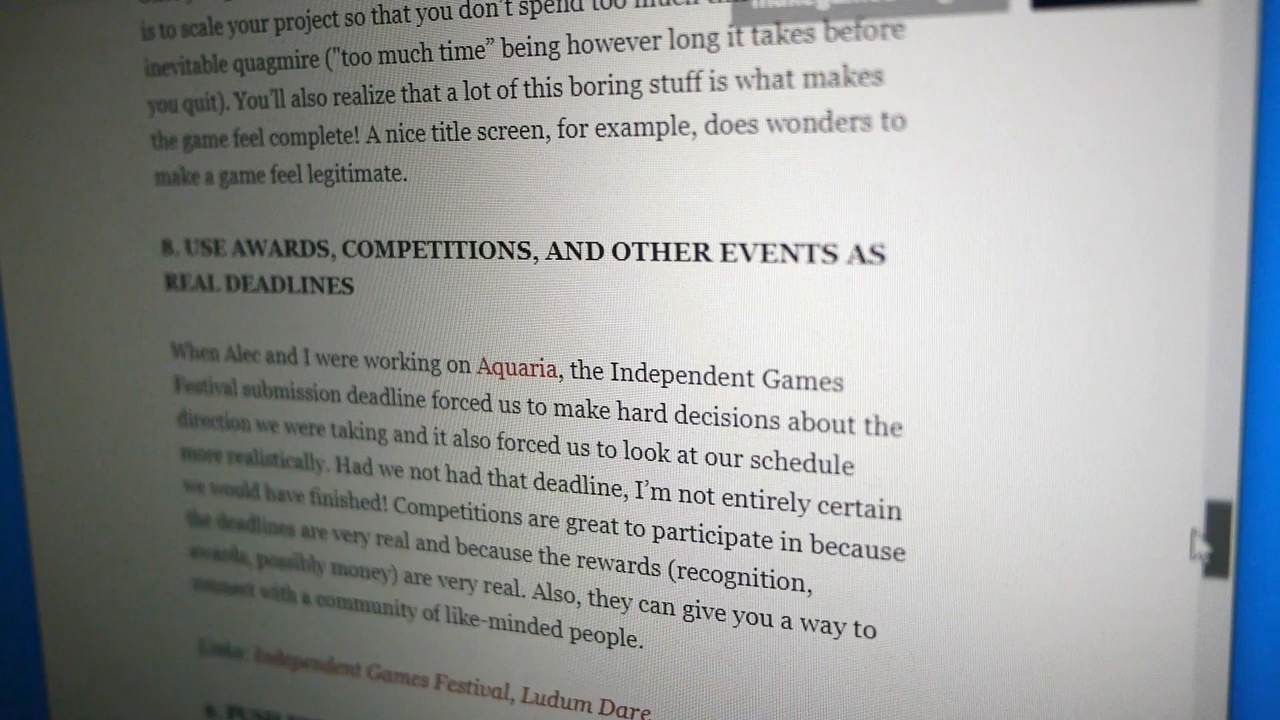 is to scale your project so that you don't spend too much
inevitable quagmire ("too much time” being however long it takes before
you quit). You'll also realize that a lot of this boring stuff is what makes
the game feel complete! A nice title screen, for example, does wonders to
make a game feel legitimate.
8. USE AWARDS, COMPETITIONS, AND OTHER EVENTS AS
REAL DEADLINES
When Alec and I were working on Aquaria, the Independent Games
Festival submission deadline forced us to make hard decisions about the
direction we were taking and it also forced us to look at our schedule
more realistically. Had we not had that deadline, I’m not entirely certain
we would have finished! Competitions are great to participate in because
the deadlines are very real and because the rewards (recognition,
awards, possibly money) are very real. Also, they can give you a way to
connect with a community of like-minded people.
Links: Independent Games Festival, Ludum Dare